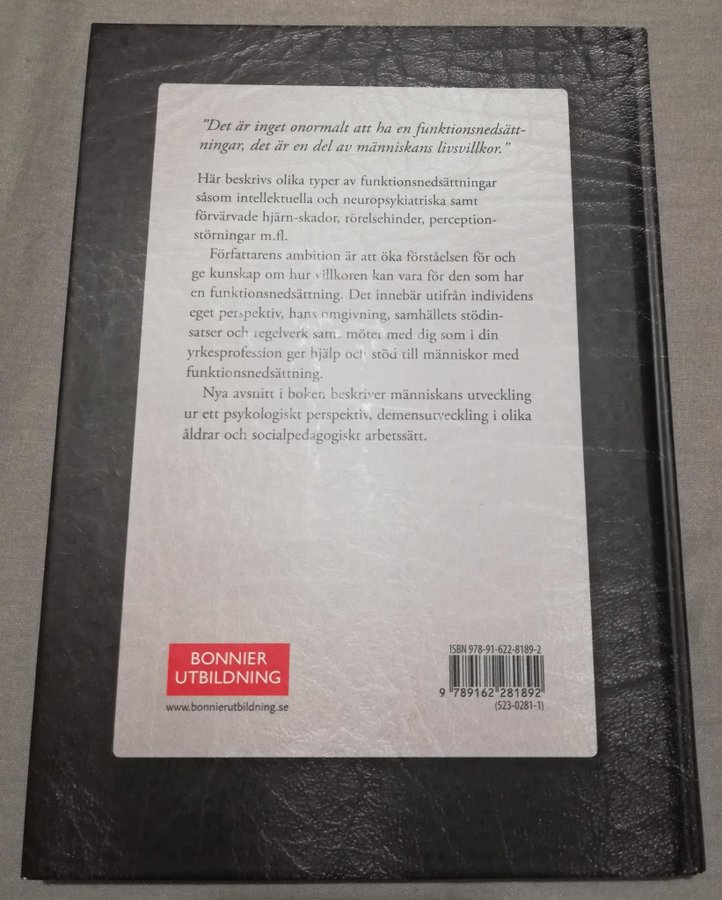 ”Det är inget onormalt att ha en funktionsnedsätt-
ningar, det är en del av människans livsvillkor.”
Här beskrivs olika typer av funktionsnedsättningar
såsom intellektuella och neuropsykiatriska samt
förvärvade hjärn-skador, rörelsehinder, perception-
störningar m.fl.
Författarens ambition är att öka förståelsen för och
ge kunskap om hur villkoren kan vara för den som har
en funktionsnedsättning. Det innebär utifrån individens
eget perspektiv, hans omgivning, samhällets stödin-
satser och regelverk samt mötet med dig som i din
yrkesprofession ger hjälp och stöd till människor med
funktionsnedsättning.
Nya avsnitt i boken beskriver människans utveckling
ur ett psykologiskt perspektiv, demensutveckling i olika
åldrar och socialpedagogiskt arbetssätt.
BONNIER
UTBILDNING
www.bonnierutbildning.se
ISBN 978-91-622-8189-2
9 789162 281892
(523-0281-1)